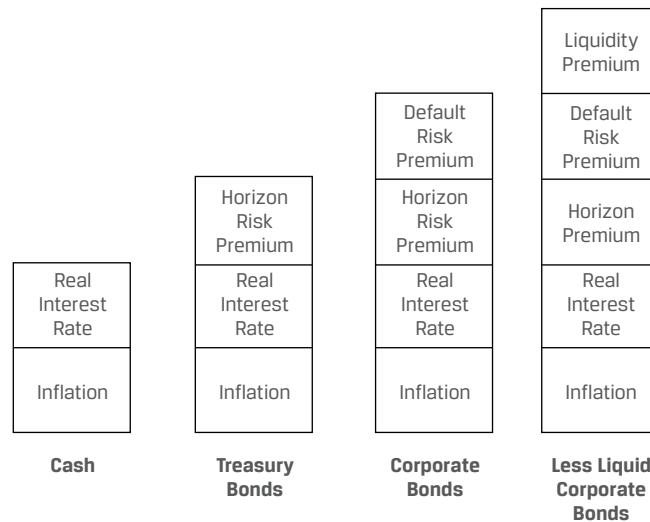 Real
Interest
Rate
Inflation
Cash
Horizon
Risk
Premium
Real
Interest
Rate
Inflation
Treasury
Bonds
Default
Risk
Premium
Horizon
Risk
Premium
Real
Interest
Rate
Inflation
Corporate
Bonds
Liquidity
Premium
Default
Risk
Premium
Horizon
Premium
Real
Interest
Rate
Inflation
Less Liquid
Corporate
Bonds